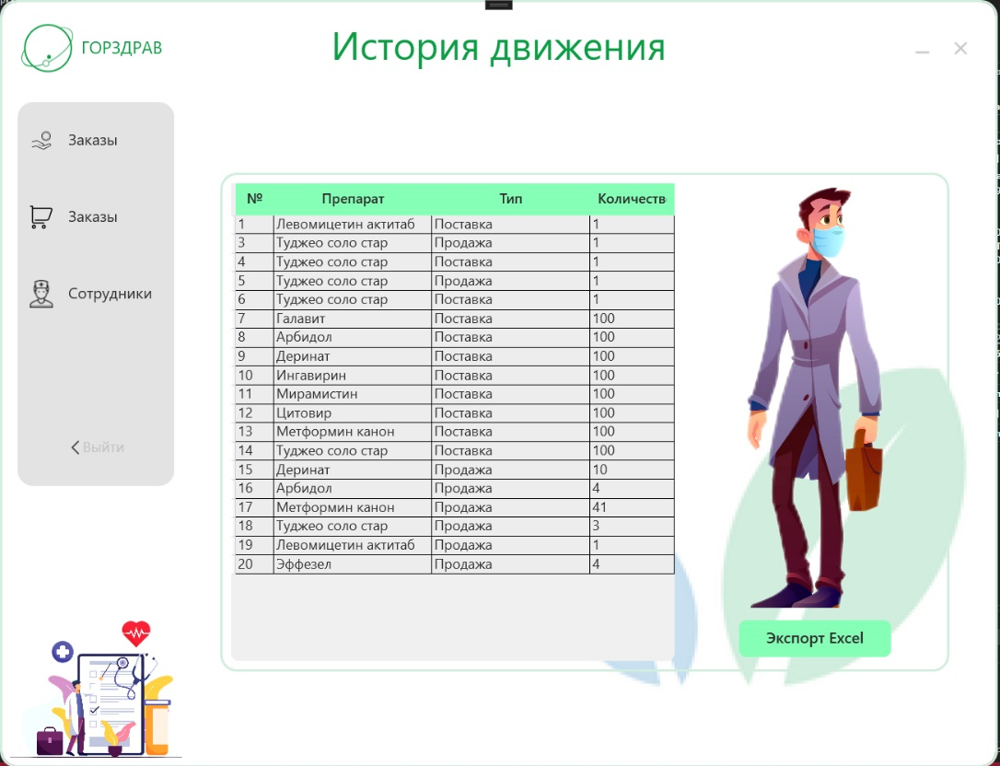 ГОРЗДРАВ
История движения
Заказы
Заказы
Сотрудники
Выйти
№ Препарат Тип Количеств
1 Левомицетин актитаб Поставка 1
3 Туджео соло стар Продажа 1
4 Туджео соло стар Поставка 1
5 Туджео соло стар Продажа 1
6 Туджео соло стар Поставка 1
7 Галавит Поставка 100
8 Арбидол Поставка 100
9 Деринат Поставка 100
10 Ингавирин Поставка 100
11 Мирамистин Поставка 100
12 Цитовир Поставка 100
13 Метформин канон Поставка 100
14 Туджео соло стар Поставка 100
15 Деринат Продажа 10
16 Арбидол Продажа 4
17 Метформин канон Продажа 41
18 Туджео соло стар Продажа 3
19 Левомицетин актитаб Продажа 1
20 Эффезел Продажа 4
Экспорт Excel